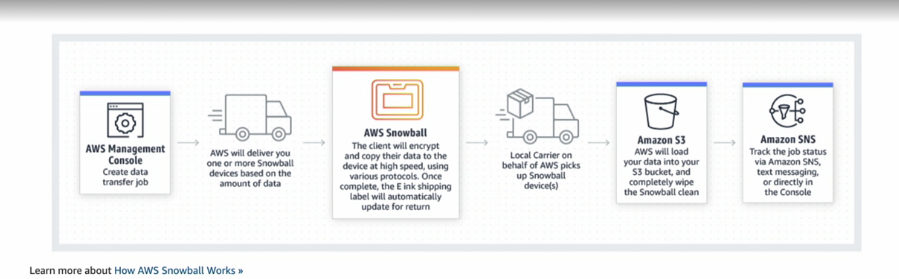 AWS Management
Console
Create data
transfer job
AWS will deliver you
one or more Snowball
devices based on the
amount of data
AWS Snowball
The client will encrypt
and copy their data to the
device at high speed, using
various protocols. Once
complete, the E ink shipping
label will automatically
update for return
Local Carrier on
behalf of AWS picks
up Snowball
device(s)
Amazon S3
AWS will load
your data into your
S3 bucket, and
completely wipe
the Snowball clean
Amazon SNS
Track the job status
via Amazon SNS,
text messaging,
or directly in
the Console
Learn more about How AWS Snowball Works »